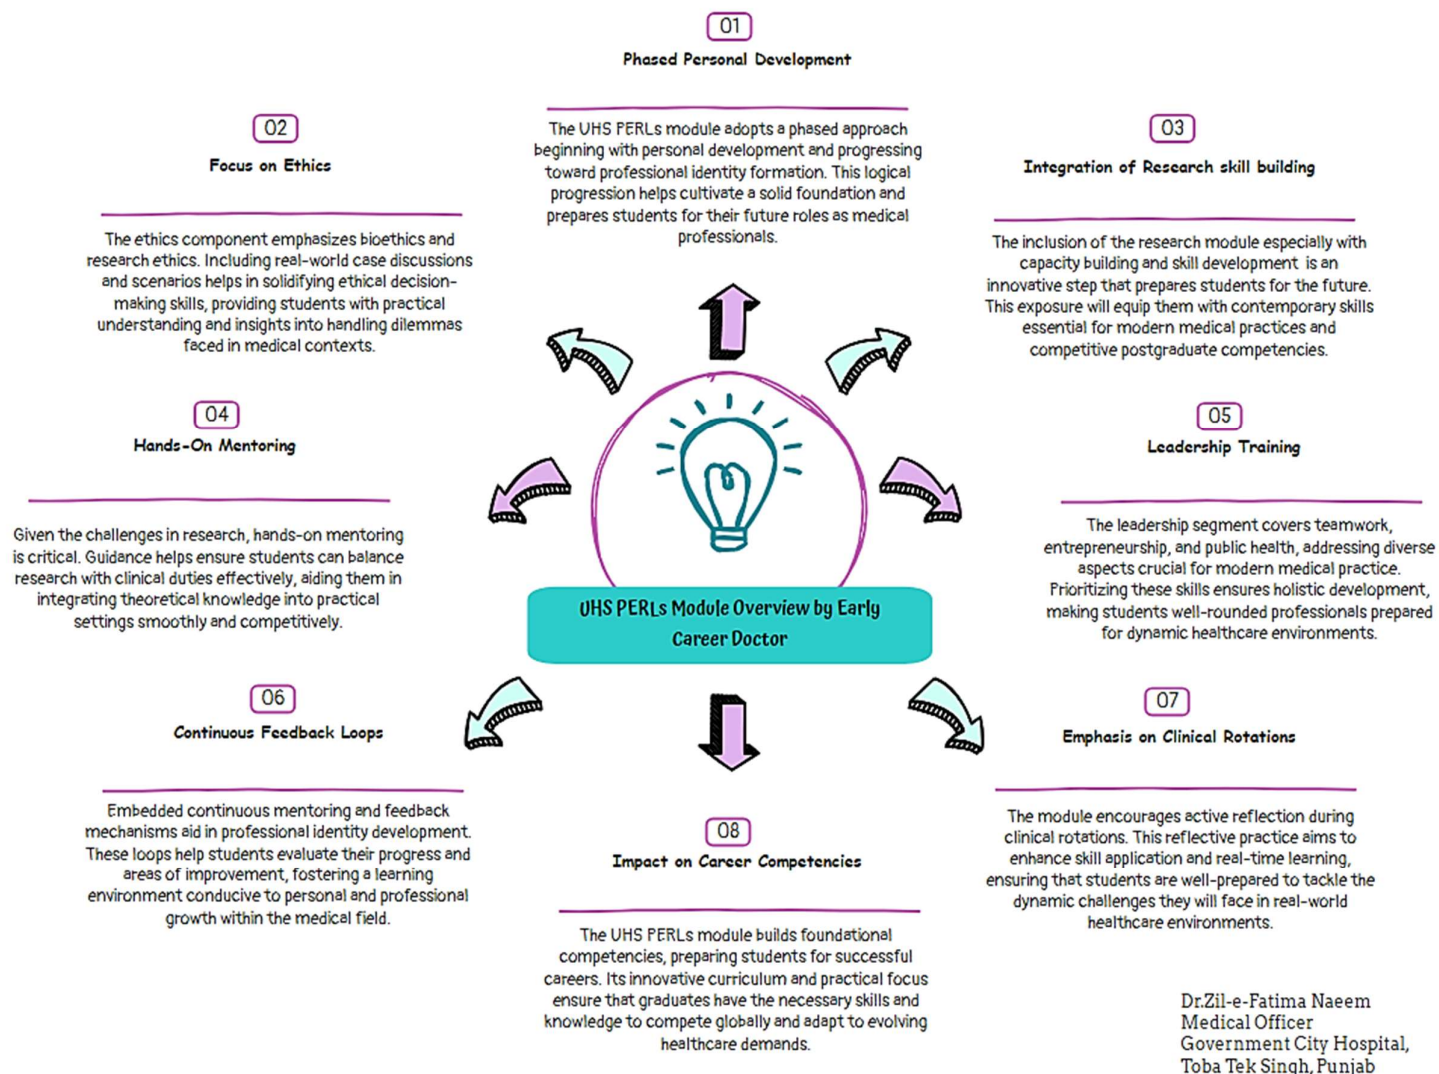 01
Phased Personal Development
The UHS PERLs module adopts a phased approach
beginning with personal development and progressing
toward professional identity formation. This logical
progression helps cultivate a solid foundation and
prepares students for their future roles as medical
professionals.
02
Focus on Ethics
The ethics component emphasizes bioethics and
research ethics. Including real-world case discussions
and scenarios helps in solidifying ethical decision-
making skills, providing students with practical
understanding and insights into handling dilemmas
faced in medical contexts.
03
Integration of Research skill building
The inclusion of the research module especially with
capacity building and skill development is an
innovative step that prepares students for the future.
This exposure will equip them with contemporary skills
essential for modern medical practices and
competitive postgraduate competencies.
04
Hands-On Mentoring
Given the challenges in research, hands-on mentoring
is critical. Guidance helps ensure students can balance
research with clinical duties effectively, aiding them in
integrating theoretical knowledge into practical
settings smoothly and competitively.
05
Leadership Training
The leadership segment covers teamwork,
entrepreneurship, and public health, addressing diverse
aspects crucial for modern medical practice.
Prioritizing these skills ensures holistic development,
making students well-rounded professionals prepared
for dynamic healthcare environments.
UHS PERLs Module Overview by Early
Career Doctor
06
Continuous Feedback Loops
Embedded continuous mentoring and feedback
mechanisms aid in professional identity development.
These loops help students evaluate their progress and
areas of improvement, fostering a learning
environment conducive to personal and professional
growth within the medical field.
07
Emphasis on Clinical Rotations
The module encourages active reflection during
clinical rotations. This reflective practice aims to
enhance skill application and real-time learning,
ensuring that students are well-prepared to tackle the
dynamic challenges they will face in real-world
healthcare environments.
08
Impact on Career Competencies
The UHS PERLs module builds foundational
competencies, preparing students for successful
careers. Its innovative curriculum and practical focus
ensure that graduates have the necessary skills and
knowledge to compete globally and adapt to evolving
healthcare demands.
Dr.Zil-e-Fatima Naeem
Medical Officer
Government City Hospital,
Toba Tek Singh, Punjab